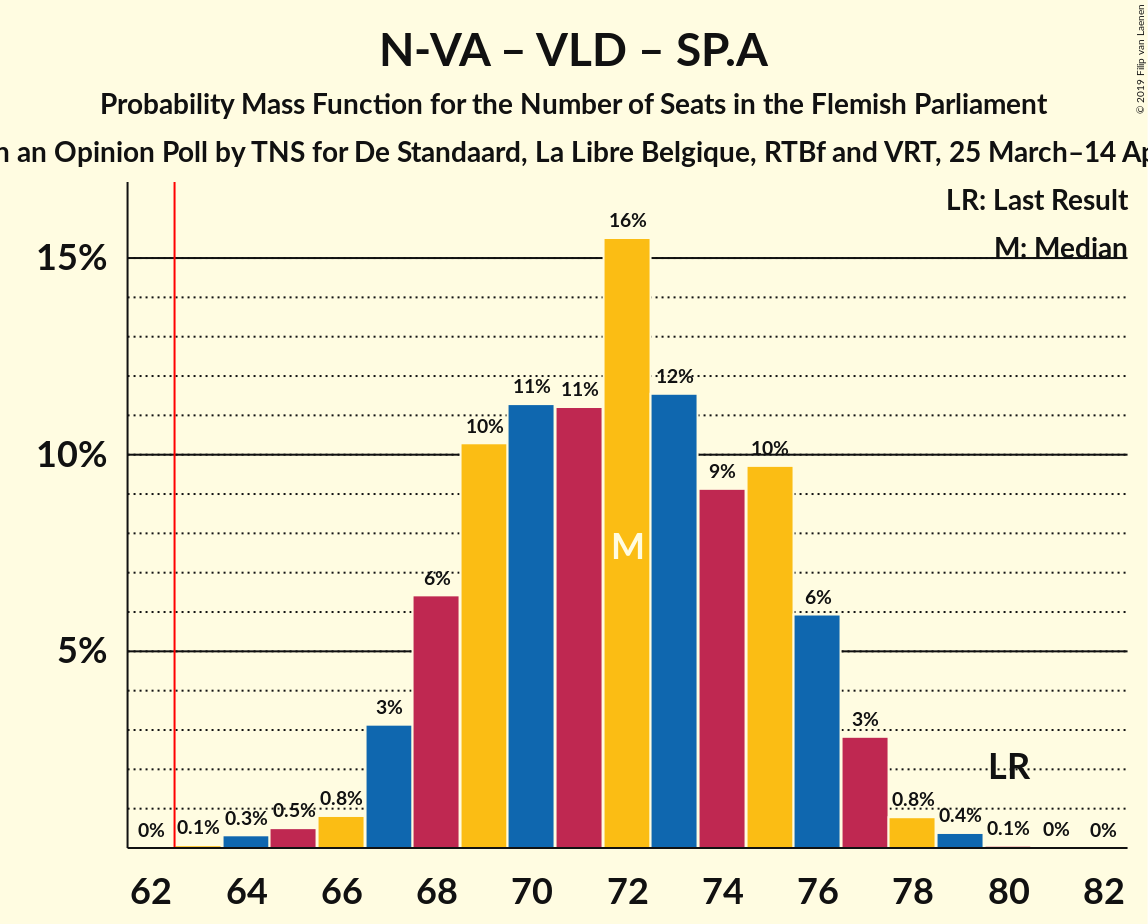 N-VA – VLD – SP.A
Probability Mass Function for the Number of Seats in the Flemish Parliament
an Opinion Poll by TNS for De Standaard, La Libre Belgique, RTBf and VRT, 25 March–14
© 2019 Filip van Laenen
LR: Last Result
M: Median
15%
10%
5%
0%
0.1%
0.3%
0.5%
0.8%
3%
6%
10%
11%
11%
16%
12%
9%
10%
6%
3%
0.8%
0.4%
0.1%
0%
0%
M
LR
62 64 66 68 70 72 74 76 78 80 82